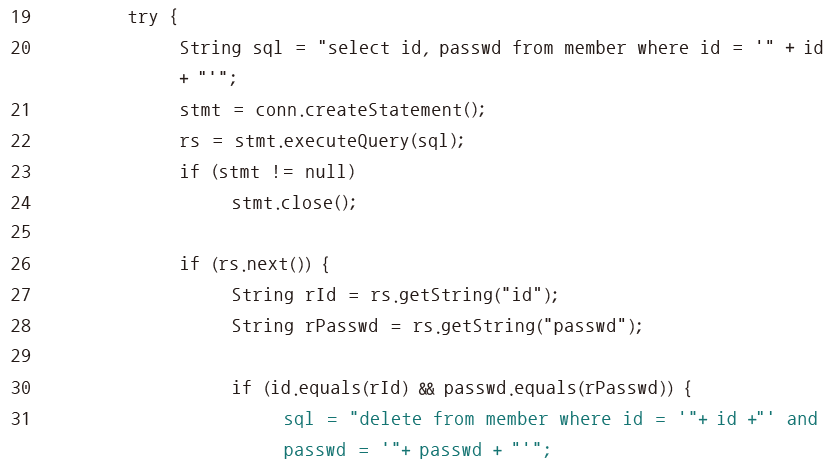 19 try {
20 String sql = "select id, passwd from member where id = '" + id
+ "'";
21 stmt = conn.createStatement();
22 rs = stmt.executeQuery(sql);
23 if (stmt != null)
24 stmt.close();
25
26 if (rs.next()) {
27 String rId = rs.getString("id");
28 String rPasswd = rs.getString("passwd");
29
30 if (id.equals(rId) && passwd.equals(rPasswd)) {
31 sql = "delete from member where id = '"+ id +"' and
passwd = '"+ passwd + "'";